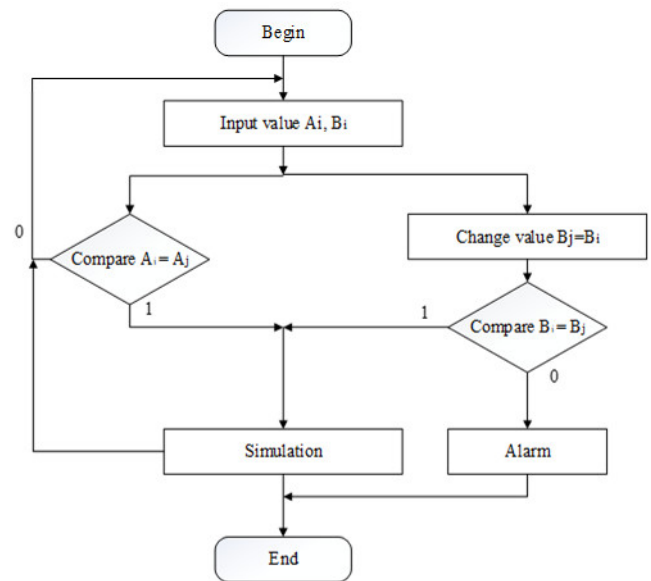 Begin
Input value Ai, Bi
0
Compare Ai = Aj
Change value Bj=Bi
1
1
Compare Bi = Bj
0
Simulation
Alarm
End